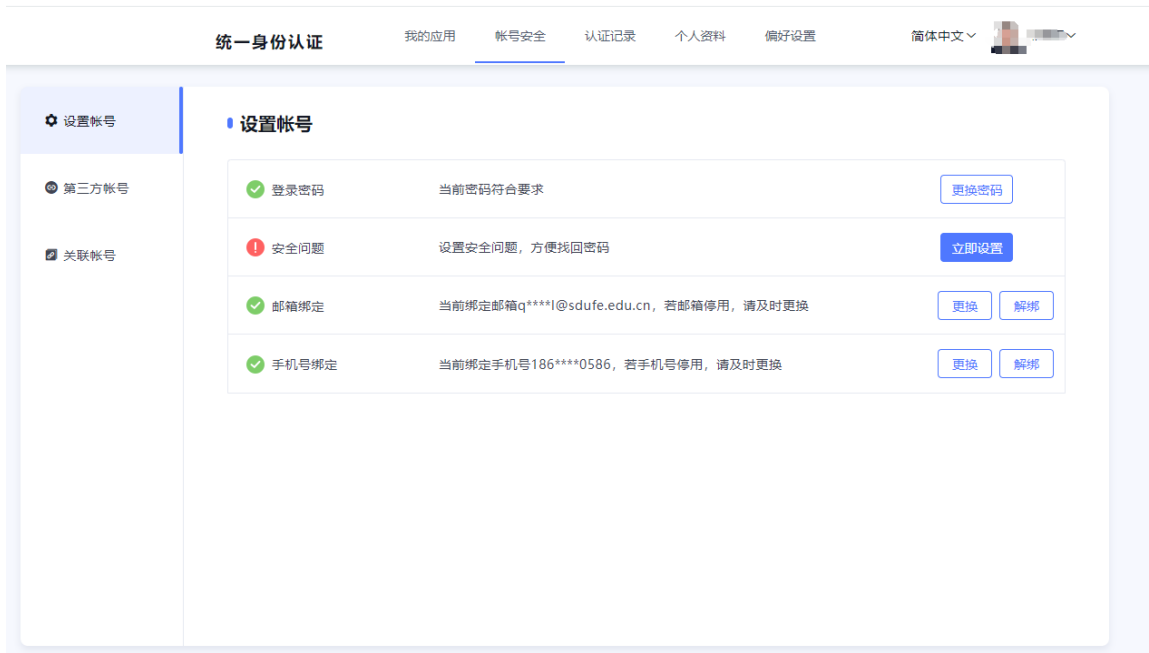 统一身份认证 我的应用 帐号安全 认证记录 个人资料 偏好设置 简体中文
设置帐号
第三方帐号
关联帐号
设置帐号
登录密码 当前密码符合要求 更换密码
安全问题 设置安全问题，方便找回密码 立即设置
邮箱绑定 当前绑定邮箱q****l@sdufe.edu.cn，若邮箱停用，请及时更换 更换 解绑
手机号绑定 当前绑定手机号186****0586，若手机号停用，请及时更换 更换 解绑